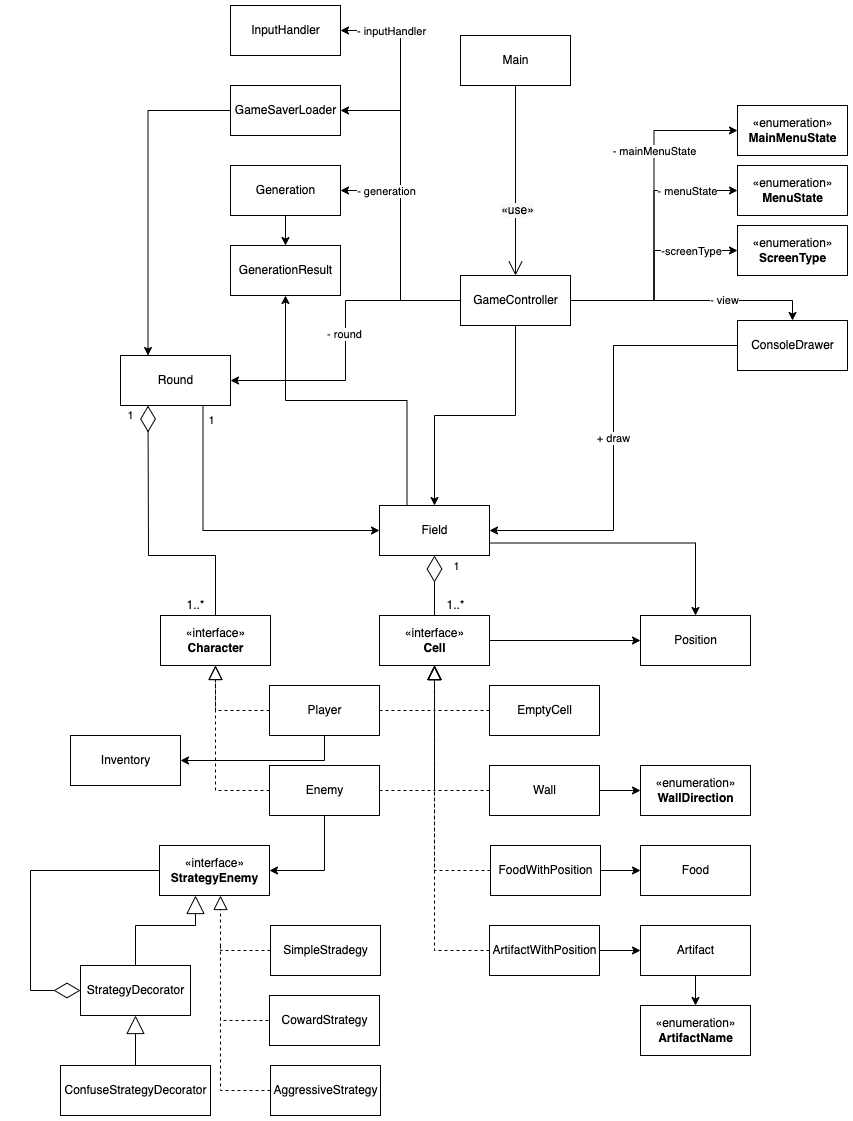 InputHandler
- inputHandler
Main
GameSaverLoader
«enumeration»
MainMenuState
- mainMenuState
Generation
- generation
«enumeration»
MenuState
- menuState
«use»
«enumeration»
ScreenType
-screenType
GenerationResult
GameController
- view
- round
ConsoleDrawer
Round
1
1
+ draw
Field
1
1..*
1..*
«interface»
Character
«interface»
Cell
Position
Player
EmptyCell
Inventory
Enemy
Wall
«enumeration»
WallDirection
«interface»
StrategyEnemy
FoodWithPosition
Food
SimpleStradegy
ArtifactWithPosition
Artifact
StrategyDecorator
CowardStrategy
«enumeration»
ArtifactName
ConfuseStrategyDecorator
AggressiveStrategy